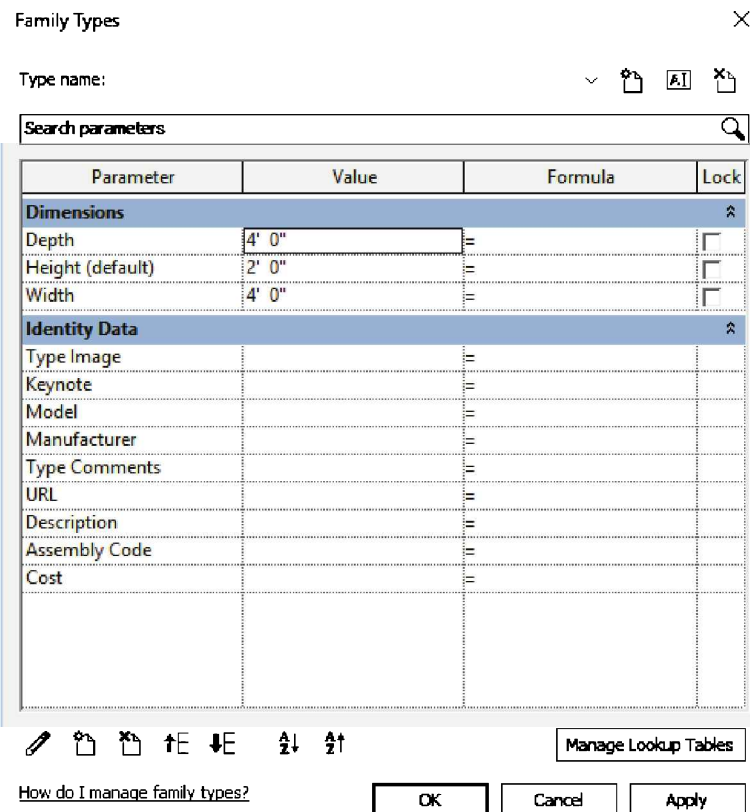 Family Types
Type name:
Search parameters
Parameter Value Formula Lock
Dimensions
Depth 4' 0" =
Height (default) 2' 0" =
Width 4' 0" =
Identity Data
Type Image =
Keynote =
Model =
Manufacturer =
Type Comments =
URL =
Description =
Assembly Code =
Cost =
Manage Lookup Tables
How do I manage family types? OK Cancel Apply